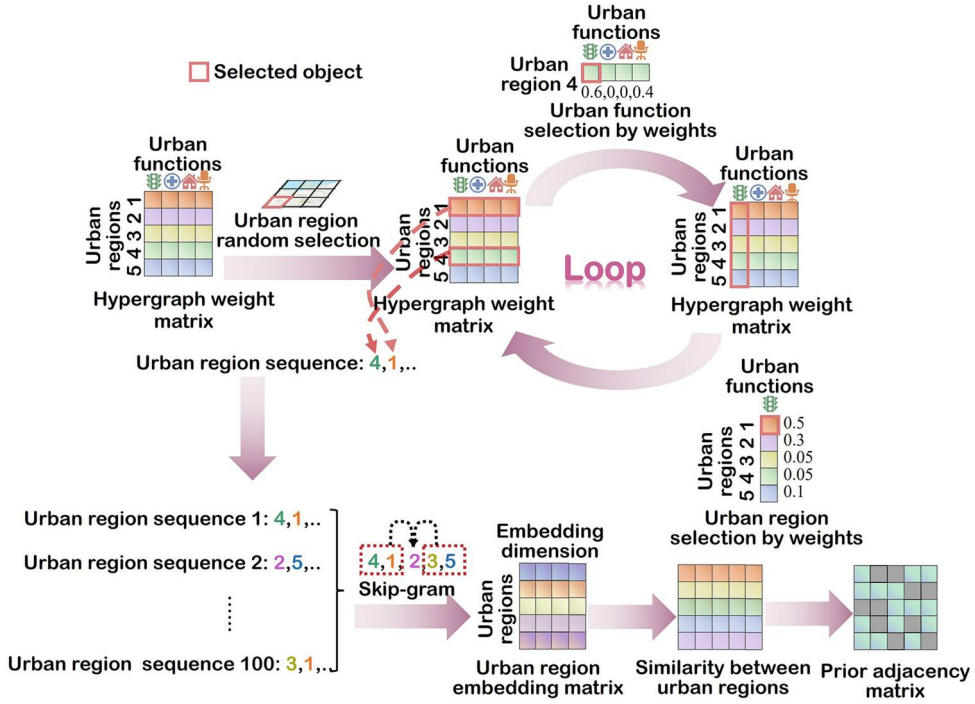 Urban
functions
Urban
region 4
0.6,0,0,0.4
Urban function
selection by weights
Selected object
Urban
functions
Urban
regions
5 4 3 2 1
Hypergraph weight
matrix
Urban region
random selection
Urban
functions
Urban
regions
5 4 3 2 1
Hypergraph weight
matrix
Loop
Urban
functions
Urban
regions
5 4 3 2 1
Hypergraph weight
matrix
Urban region sequence: 4,1,..
Urban
functions
Urban
regions
5 4 3 2 1
0.5
0.3
0.05
0.05
0.1
Urban region
selection by weights
Urban region sequence 1: 4,1,..
Urban region sequence 2: 2,5,..
Urban region sequence 100: 3,1,..
4,1,2,3,5
Skip-gram
Embedding
dimension
Urban
regions
Urban region
embedding matrix
Similarity between
urban regions
Prior adjacency
matrix